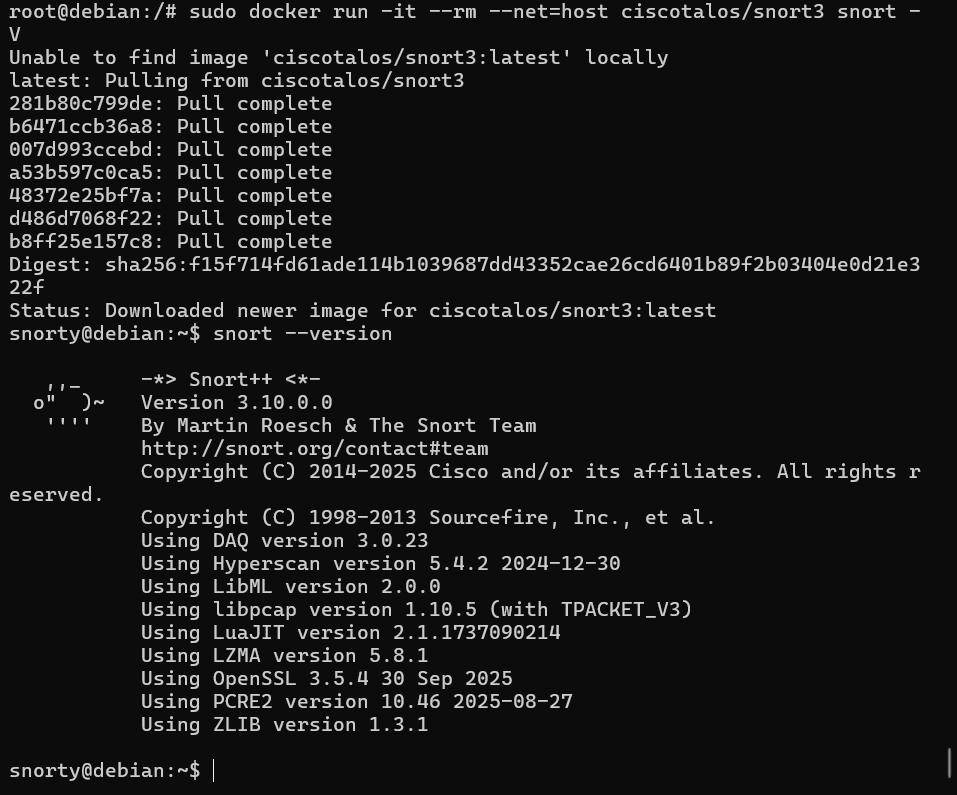 root@debian:/# sudo docker run -it --rm --net=host ciscotalos/snort3 snort -
V
Unable to find image 'ciscotalos/snort3:latest' locally
latest: Pulling from ciscotalos/snort3
281b80c799de: Pull complete
b6471ccb36a8: Pull complete
007d993ccebd: Pull complete
a53b597c0ca5: Pull complete
48372e25bf7a: Pull complete
d486d7068f22: Pull complete
b8ff25e157c8: Pull complete
Digest: sha256:f15f714fd61ade114b1039687dd43352cae26cd6401b89f2b03404e0d21e3
22f
Status: Downloaded newer image for ciscotalos/snort3:latest
snorty@debian:~$ snort --version

   ,,_     -*> Snort++ <*-
  o"  )~   Version 3.10.0.0
   ''''    By Martin Roesch & The Snort Team
           http://snort.org/contact#team
           Copyright (C) 2014-2025 Cisco and/or its affiliates. All rights r
eserved.
           Copyright (C) 1998-2013 Sourcefire, Inc., et al.
           Using DAQ version 3.0.23
           Using Hyperscan version 5.4.2 2024-12-30
           Using LibML version 2.0.0
           Using libpcap version 1.10.5 (with TPACKET_V3)
           Using LuaJIT version 2.1.1737090214
           Using LZMA version 5.8.1
           Using OpenSSL 3.5.4 30 Sep 2025
           Using PCRE2 version 10.46 2025-08-27
           Using ZLIB version 1.3.1

snorty@debian:~$